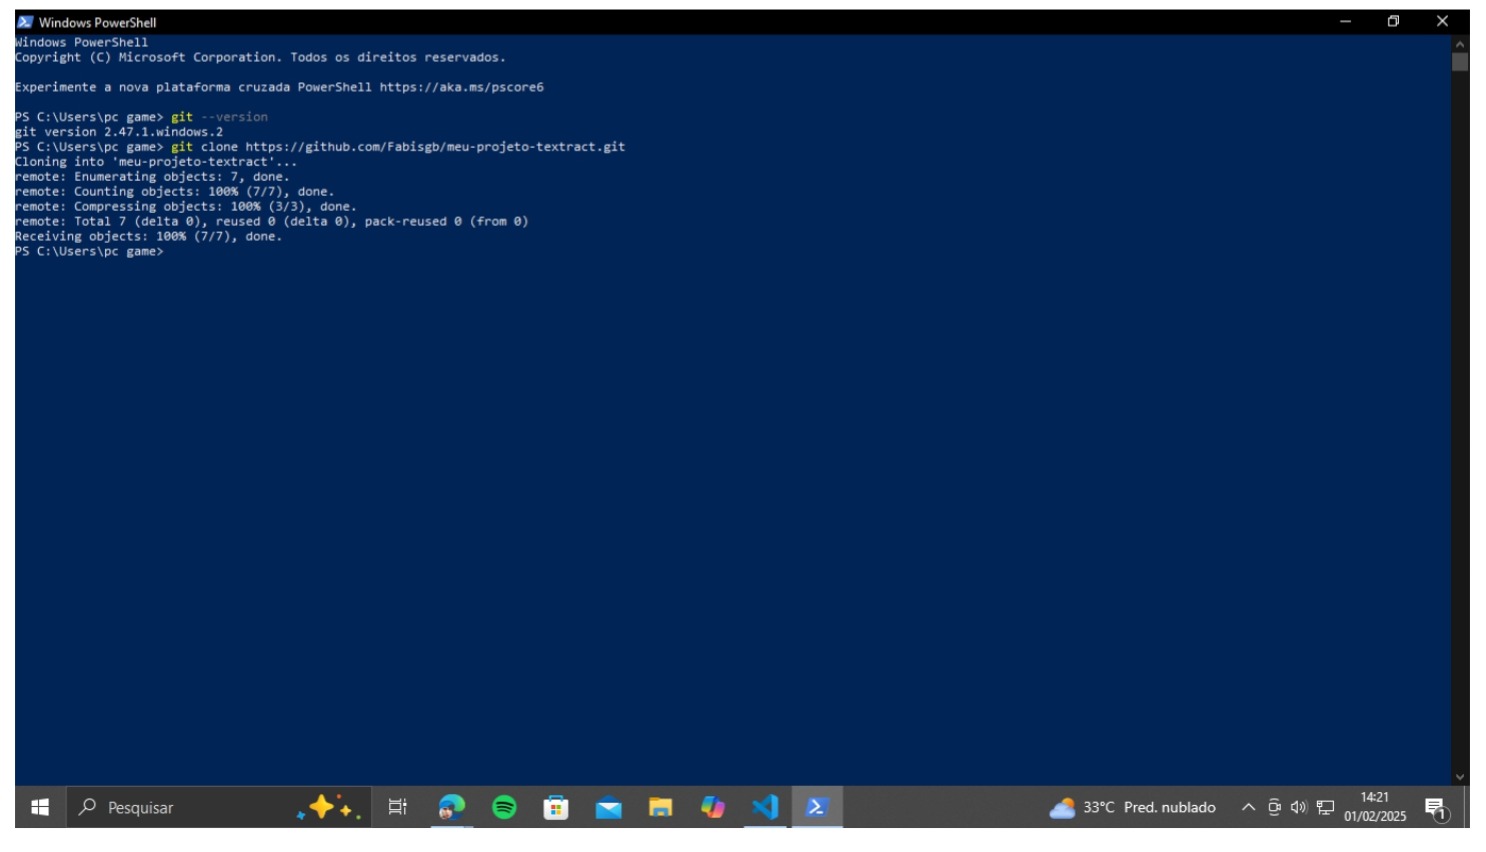 Windows PowerShell
Windows PowerShell
Copyright (C) Microsoft Corporation. Todos os direitos reservados.
Experimente a nova plataforma cruzada PowerShell https://aka.ms/pscore6
PS C:\Users\pc game> git --version
git version 2.47.1.windows.2
PS C:\Users\pc game> git clone https://github.com/Fabisgb/meu-projeto-textract.git
Cloning into 'meu-projeto-textract'...
remote: Enumerating objects: 7, done.
remote: Counting objects: 100% (7/7), done.
remote: Compressing objects: 100% (3/3), done.
remote: Total 7 (delta 0), reused 0 (delta 0), pack-reused 0 (from 0)
Receiving objects: 100% (7/7), done.
PS C:\Users\pc game>
Pesquisar
33°C Pred. nublado
14:21
01/02/2025
1